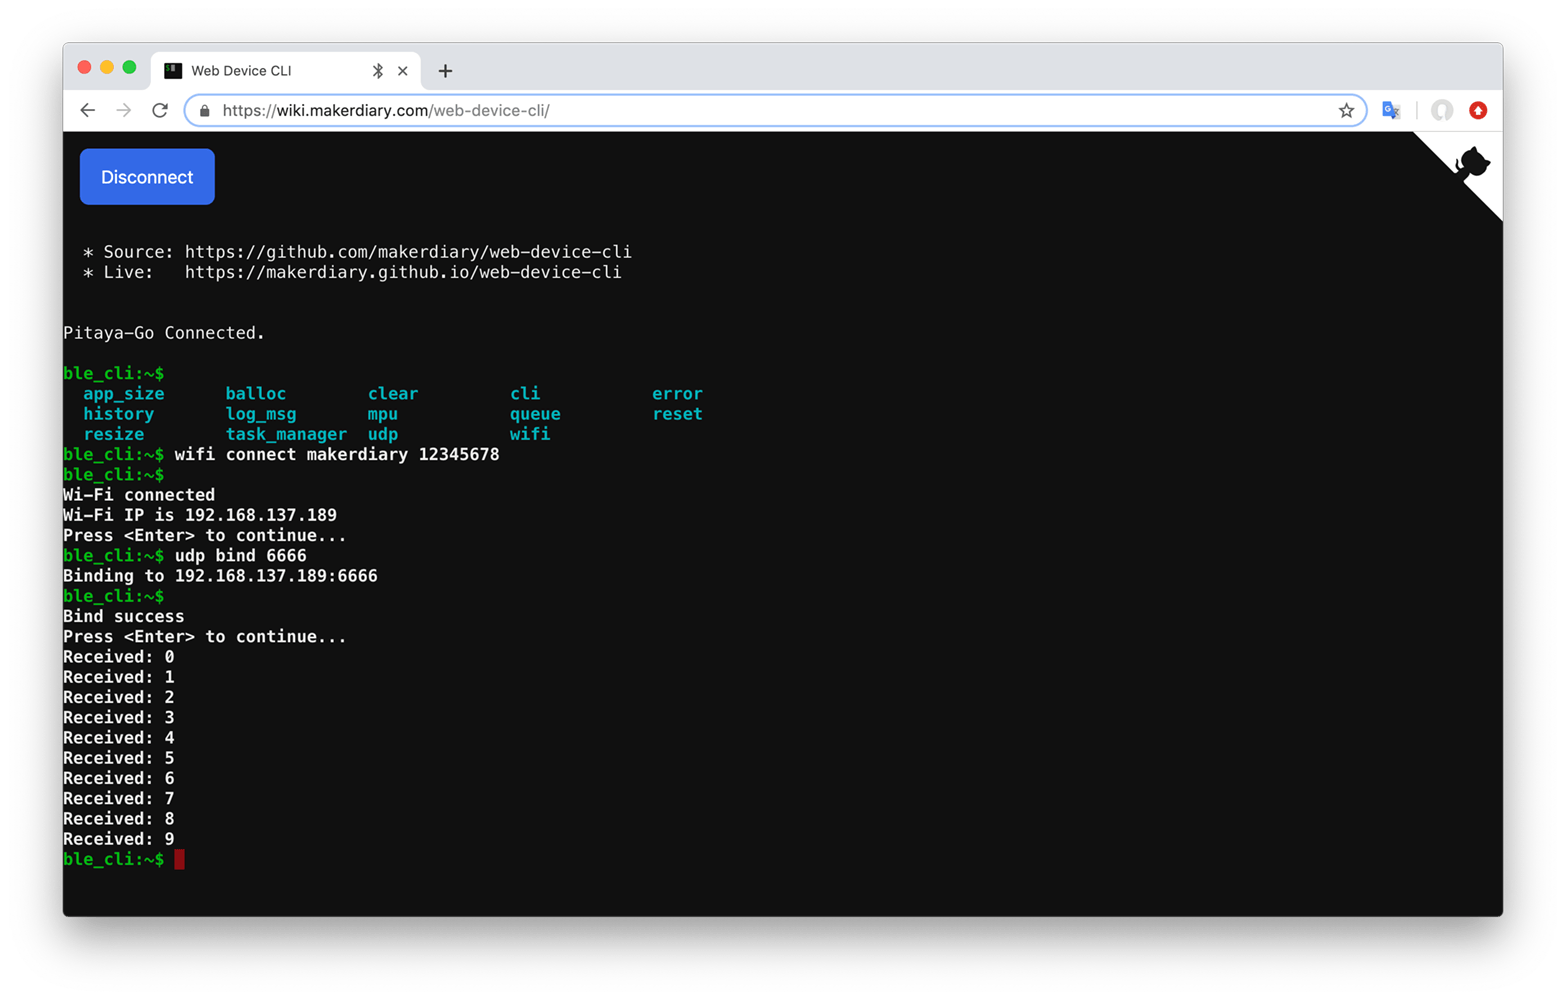 Web Device CLI
https://wiki.makerdiary.com/web-device-cli/
Disconnect
* Source: https://github.com/makerdiary/web-device-cli
* Live: https://makerdiary.github.io/web-device-cli
Pitaya-Go Connected.
ble_cli:~$
app_size balloc clear cli error
history log_msg mpu queue reset
resize task_manager udp wifi
ble_cli:~$ wifi connect makerdiary 12345678
ble_cli:~$
Wi-Fi connected
Wi-Fi IP is 192.168.137.189
Press <Enter> to continue...
ble_cli:~$ udp bind 6666
Binding to 192.168.137.189:6666
ble_cli:~$
Bind success
Press <Enter> to continue...
Received: 0
Received: 1
Received: 2
Received: 3
Received: 4
Received: 5
Received: 6
Received: 7
Received: 8
Received: 9
ble_cli:~$